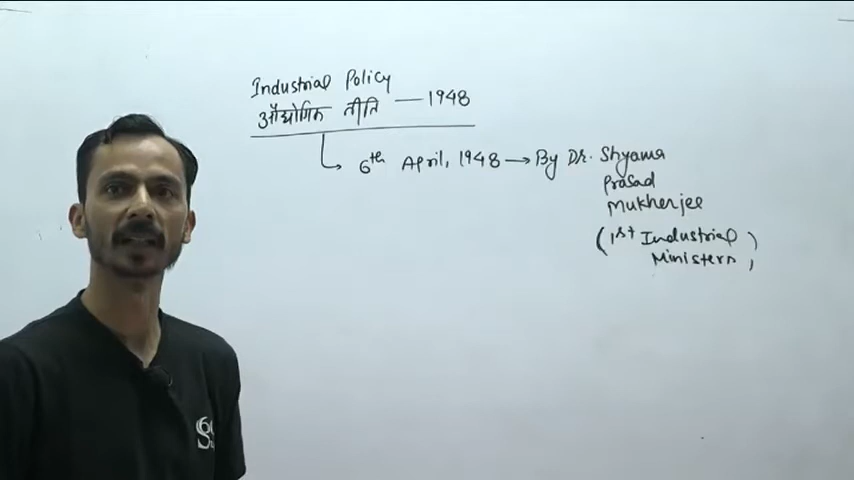 Industrial Policy
औद्योगिक नीति — 1948
6th April, 1948 → By Dr. Shyama
Prasad
Mukherjee
(1st Industrial
Ministern)